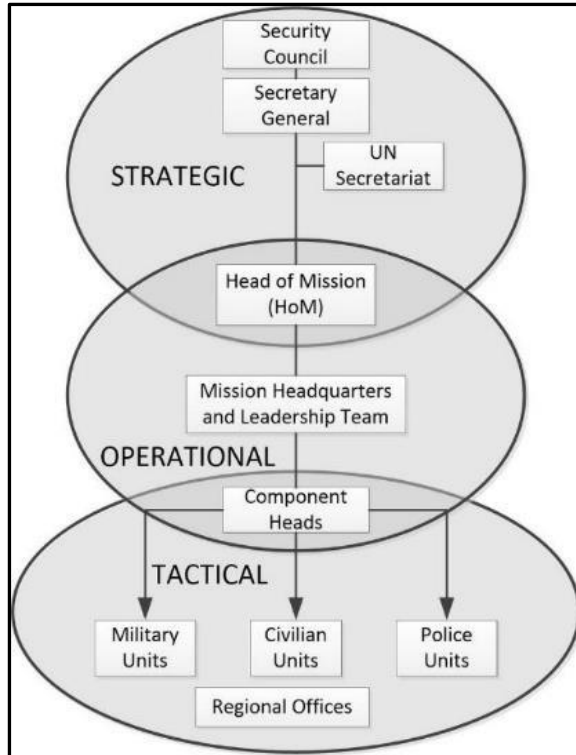 Security
Council
Secretary
General
UN
Secretariat
STRATEGIC
Head of Mission
(HoM)
Mission Headquarters
and Leadership Team
OPERATIONAL
Component
Heads
TACTICAL
Military
Units
Civilian
Units
Police
Units
Regional Offices